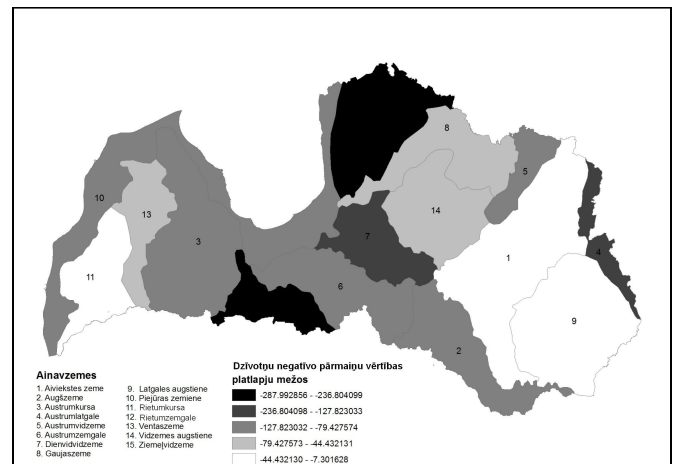 8
5
10
13
14
7
3
4
11
1
6
9
2
Ainavzemes
1. Aiviekstes zeme
2. Augšzeme
3. Austrumkursa
4. Austrumlatgale
5. Austrumvidzeme
6. Austrumzemgale
7. Dienvidvidzeme
8. Gaujaszeme
9. Latgales augstiene
10. Piejūras zemiene
11. Rietumkursa
12. Rietumzemgale
13. Ventaszeme
14. Vidzemes augstiene
15. Ziemeļvidzeme
Dzīvotņu negatīvo pārmaiņu vērtības
platlapju mežos
-287.992856 - -236.804099
-236.804098 - -127.823033
-127.823032 - -79.427574
-79.427573 - -44.432131
-44.432130 - -7.301628